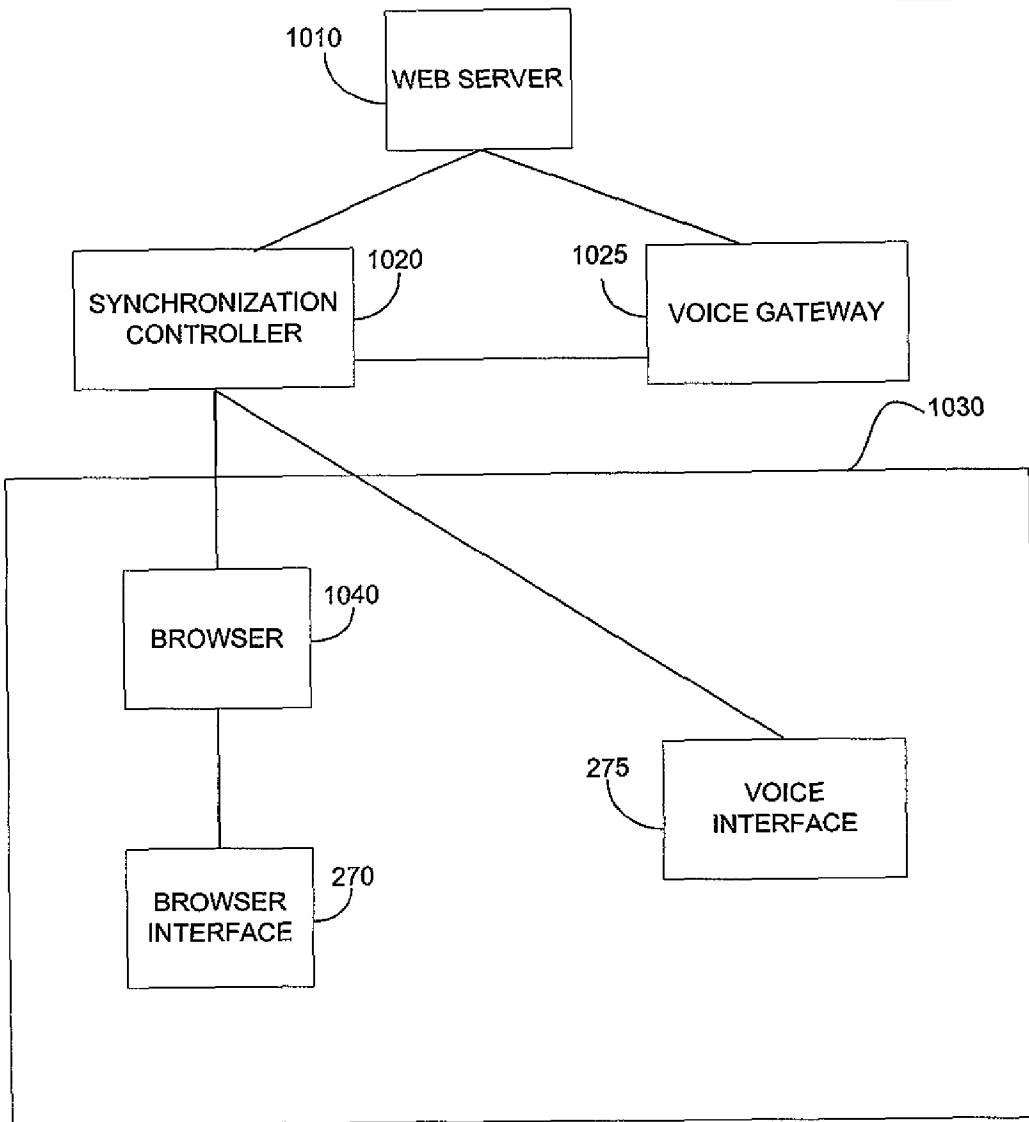 1010
WEB SERVER
1020
1025
SYNCHRONIZATION
CONTROLLER
VOICE GATEWAY
1030
1040
BROWSER
275
VOICE
INTERFACE
270
BROWSER
INTERFACE